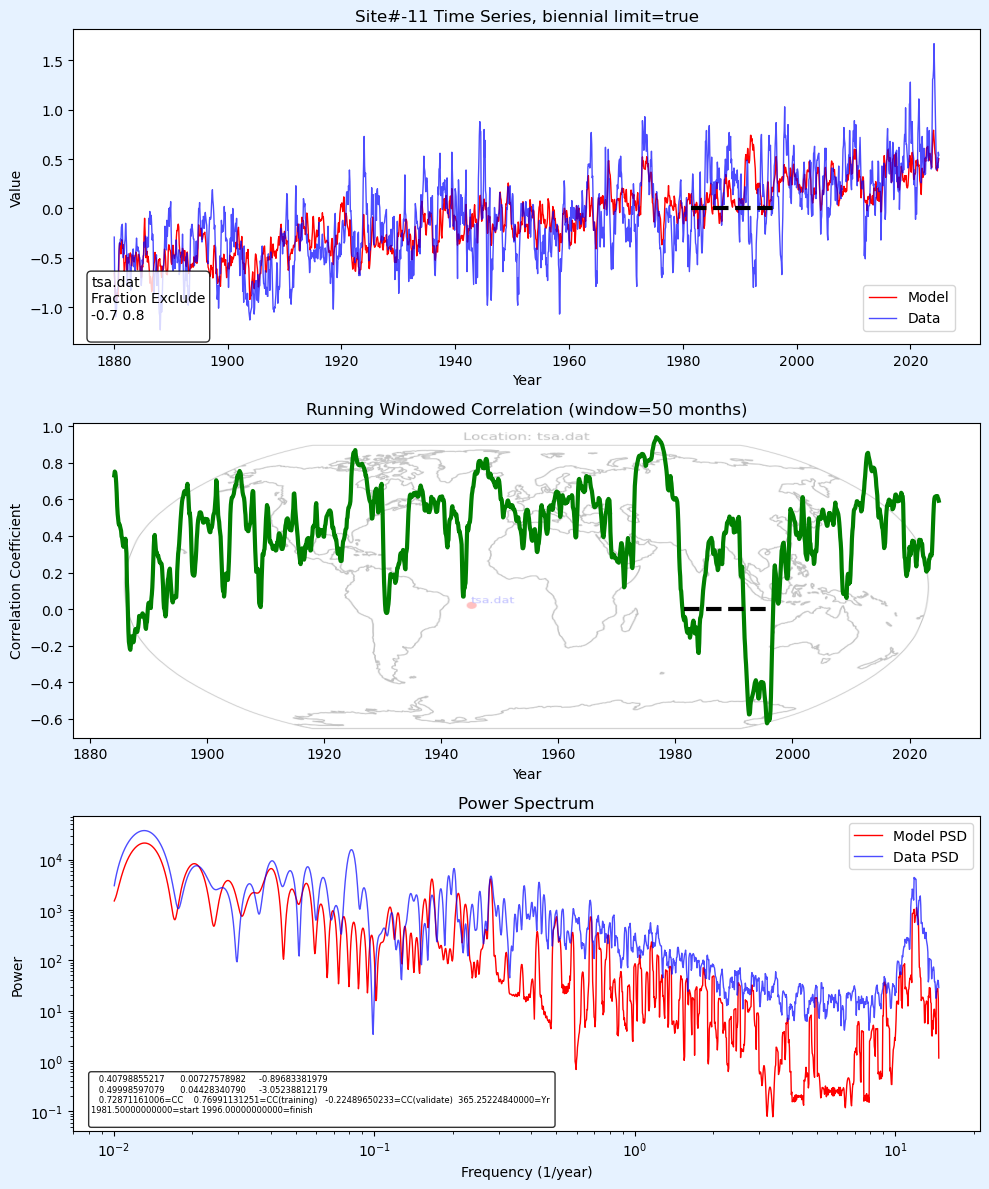 Site#-11 Time Series, biennial limit=true
Value
1.5
1.0
0.5
0.0
−0.5
−1.0
tsa.dat
Fraction Exclude
-0.7 0.8
Model
Data
1880 1900 1920 1940 1960 1980 2000 2020
Year
Running Windowed Correlation (window=50 months)
Location: tsa.dat
Correlation Coefficient
1.0
0.8
0.6
0.4
0.2
0.0
−0.2
−0.4
−0.6
tsa.dat
1880 1900 1920 1940 1960 1980 2000 2020
Year
Power Spectrum
Model PSD
Data PSD
Power
10⁴
10³
10²
10¹
10⁰
10⁻¹
0.40798855217 0.00727578982 -0.89683381979
0.49998597079 0.04428340790 -3.05238812179
0.72871161006=CC 0.76991131251=CC(training) -0.22489650233=CC(validate) 365.25224840000=Yr
1981.50000000000=start 1996.00000000000=finish
10⁻² 10⁻¹ 10⁰ 10¹
Frequency (1/year)